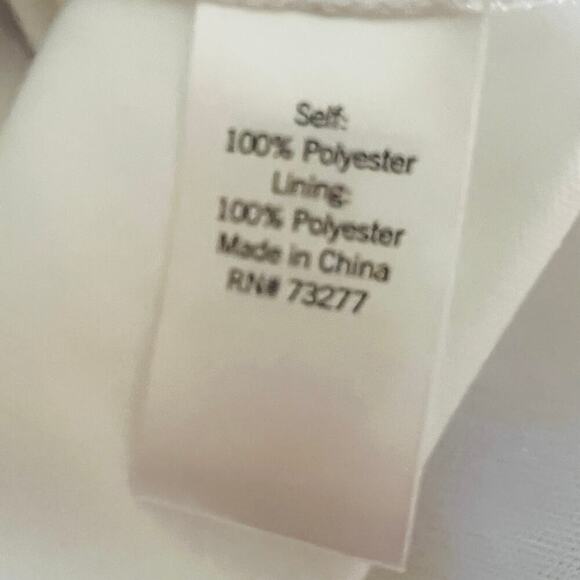 Self:
100% Polyester
Lining:
100% Polyester
Made in China
RN# 73277